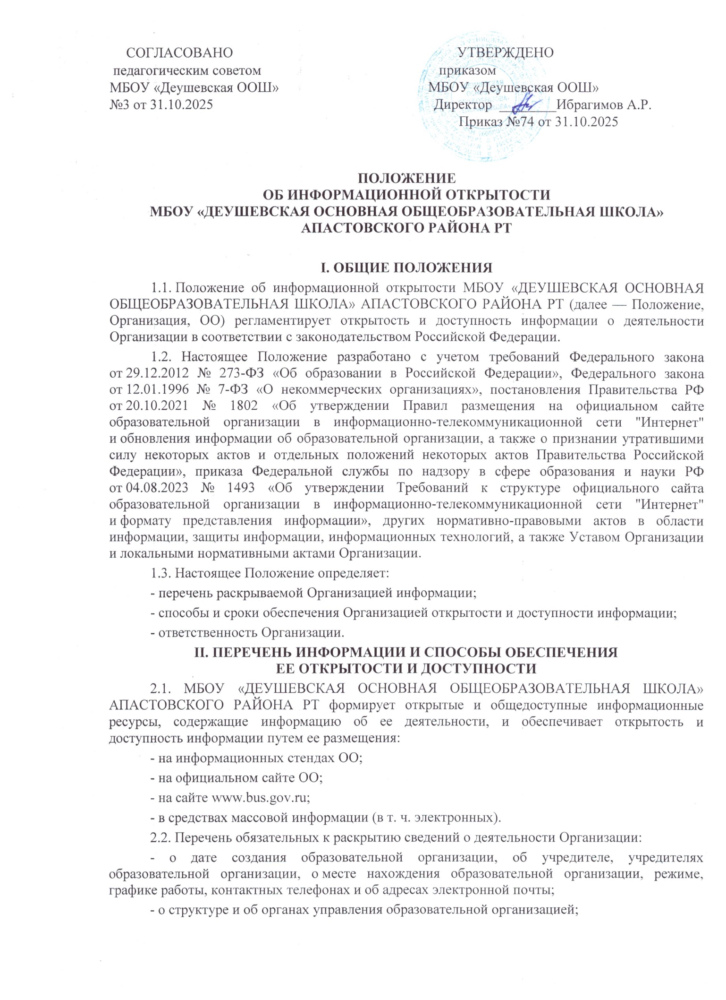 СОГЛАСОВАНО
педагогическим советом
МБОУ «Деушевская ООШ»
№3 от 31.10.2025
УТВЕРЖДЕНО
приказом
МБОУ «Деушевская ООШ»
Директор ________Ибрагимов А.Р.
Приказ №74 от 31.10.2025
ПОЛОЖЕНИЕ
ОБ ИНФОРМАЦИОННОЙ ОТКРЫТОСТИ
МБОУ «ДЕУШЕВСКАЯ ОСНОВНАЯ ОБЩЕОБРАЗОВАТЕЛЬНАЯ ШКОЛА»
АПАСТОВСКОГО РАЙОНА РТ
I. ОБЩИЕ ПОЛОЖЕНИЯ
1.1. Положение об информационной открытости МБОУ «ДЕУШЕВСКАЯ ОСНОВНАЯ
ОБЩЕОБРАЗОВАТЕЛЬНАЯ ШКОЛА» АПАСТОВСКОГО РАЙОНА РТ (далее — Положение,
Организация, ОО) регламентирует открытость и доступность информации о деятельности
Организации в соответствии с законодательством Российской Федерации.
1.2. Настоящее Положение разработано с учетом требований Федерального закона
от 29.12.2012 № 273-ФЗ «Об образовании в Российской Федерации», Федерального закона
от 12.01.1996 № 7-ФЗ «О некоммерческих организациях», постановления Правительства РФ
от 20.10.2021 № 1802 «Об утверждении Правил размещения на официальном сайте
образовательной организации в информационно-телекоммуникационной сети "Интернет"
и обновления информации об образовательной организации, а также о признании утратившими
силу некоторых актов и отдельных положений некоторых актов Правительства Российской
Федерации», приказа Федеральной службы по надзору в сфере образования и науки РФ
от 04.08.2023 № 1493 «Об утверждении Требований к структуре официального сайта
образовательной организации в информационно-телекоммуникационной сети "Интернет"
и формату представления информации», других нормативно-правовыми актов в области
информации, защиты информации, информационных технологий, а также Уставом Организации
и локальными нормативными актами Организации.
1.3. Настоящее Положение определяет:
- перечень раскрываемой Организацией информации;
- способы и сроки обеспечения Организацией открытости и доступности информации;
- ответственность Организации.
II. ПЕРЕЧЕНЬ ИНФОРМАЦИИ И СПОСОБЫ ОБЕСПЕЧЕНИЯ
ЕЕ ОТКРЫТОСТИ И ДОСТУПНОСТИ
2.1. МБОУ «ДЕУШЕВСКАЯ ОСНОВНАЯ ОБЩЕОБРАЗОВАТЕЛЬНАЯ ШКОЛА»
АПАСТОВСКОГО РАЙОНА РТ формирует открытые и общедоступные информационные
ресурсы, содержащие информацию об ее деятельности, и обеспечивает открытость и
доступность информации путем ее размещения:
- на информационных стендах ОО;
- на официальном сайте ОО;
- на сайте www.bus.gov.ru;
- в средствах массовой информации (в т. ч. электронных).
2.2. Перечень обязательных к раскрытию сведений о деятельности Организации:
- о дате создания образовательной организации, об учредителе, учредителях
образовательной организации, о месте нахождения образовательной организации, режиме,
графике работы, контактных телефонах и об адресах электронной почты;
- о структуре и об органах управления образовательной организацией;